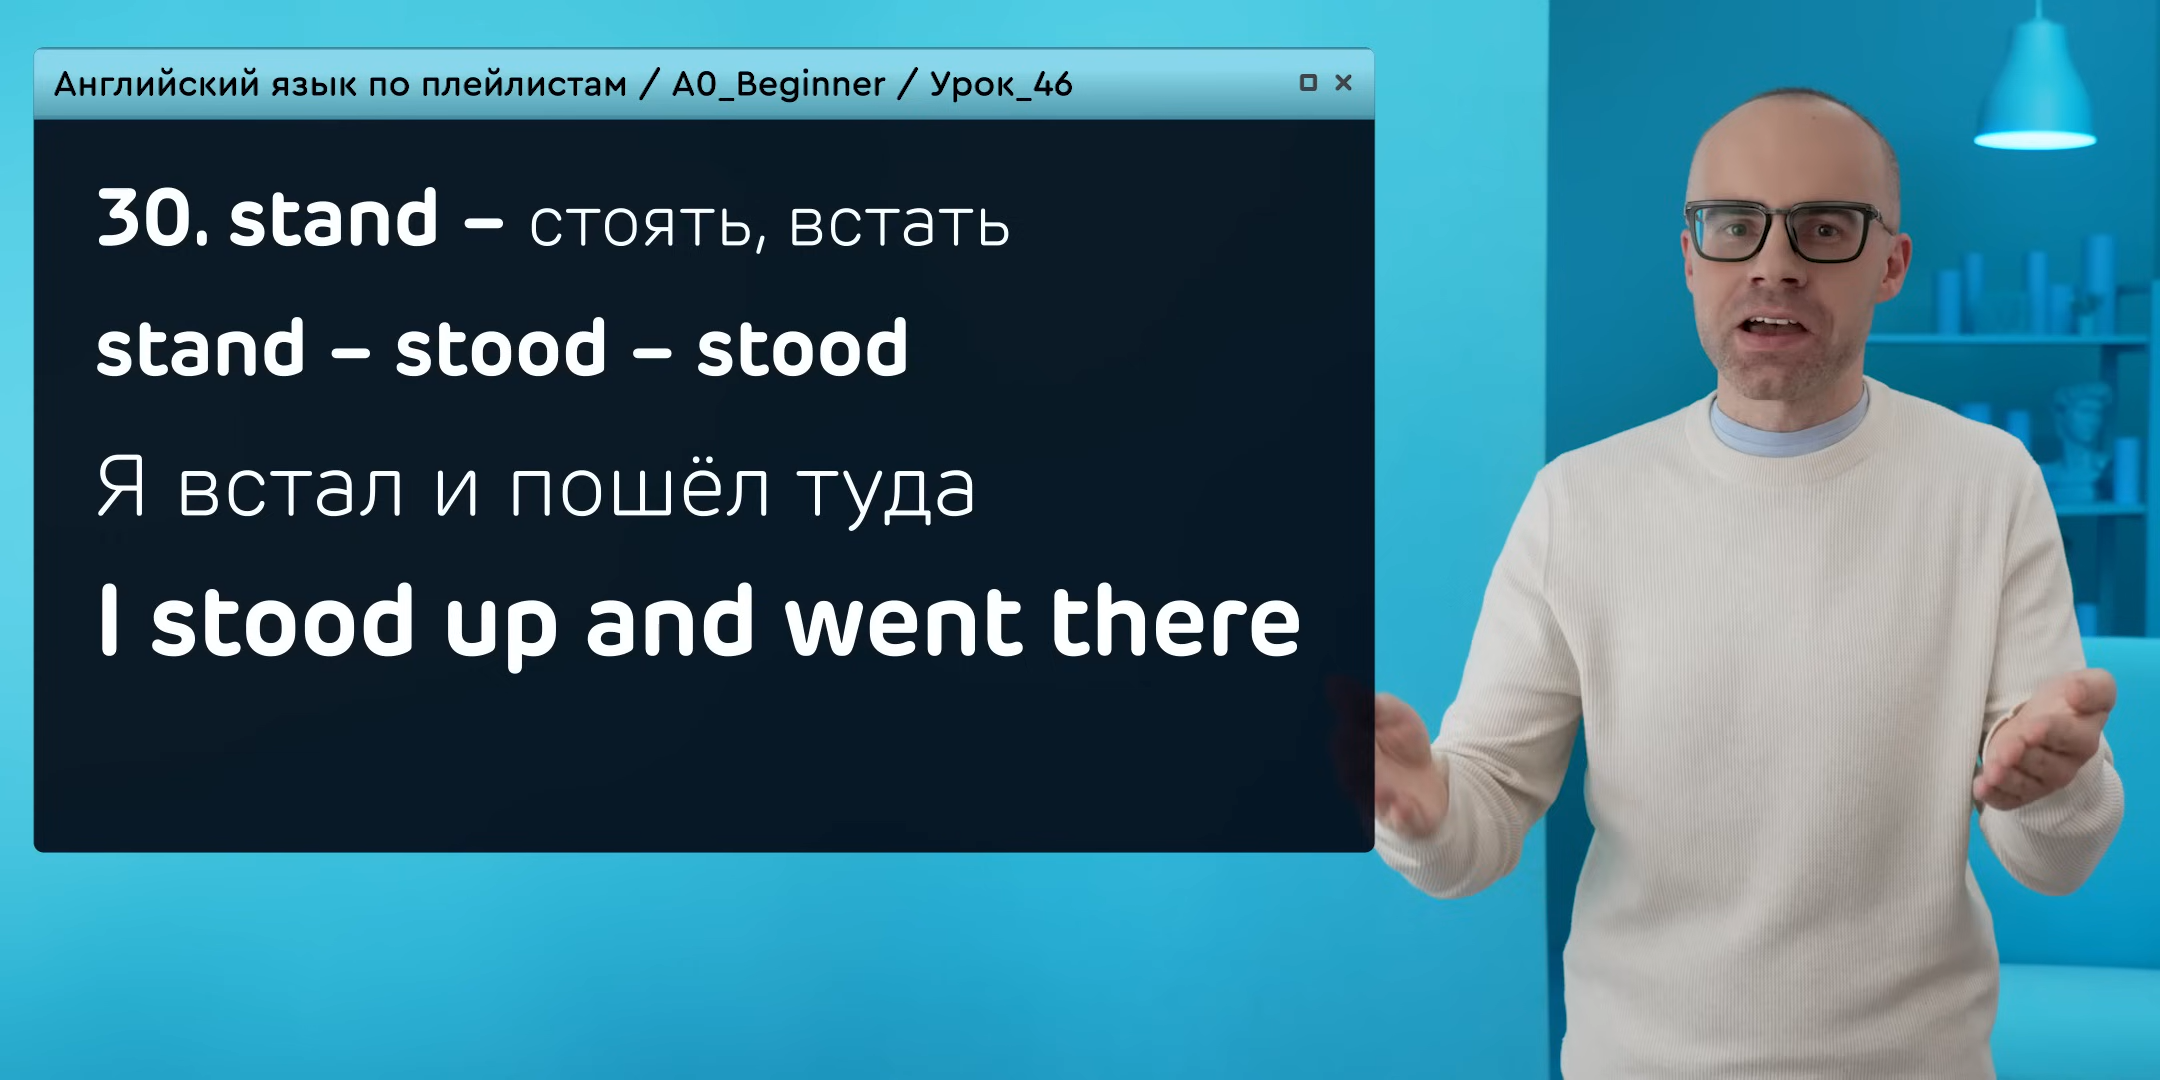 Английский язык по плейлистам / A0_Beginner / Урок_46
30. stand – стоять, встать
stand – stood – stood
Я встал и пошёл туда
I stood up and went there